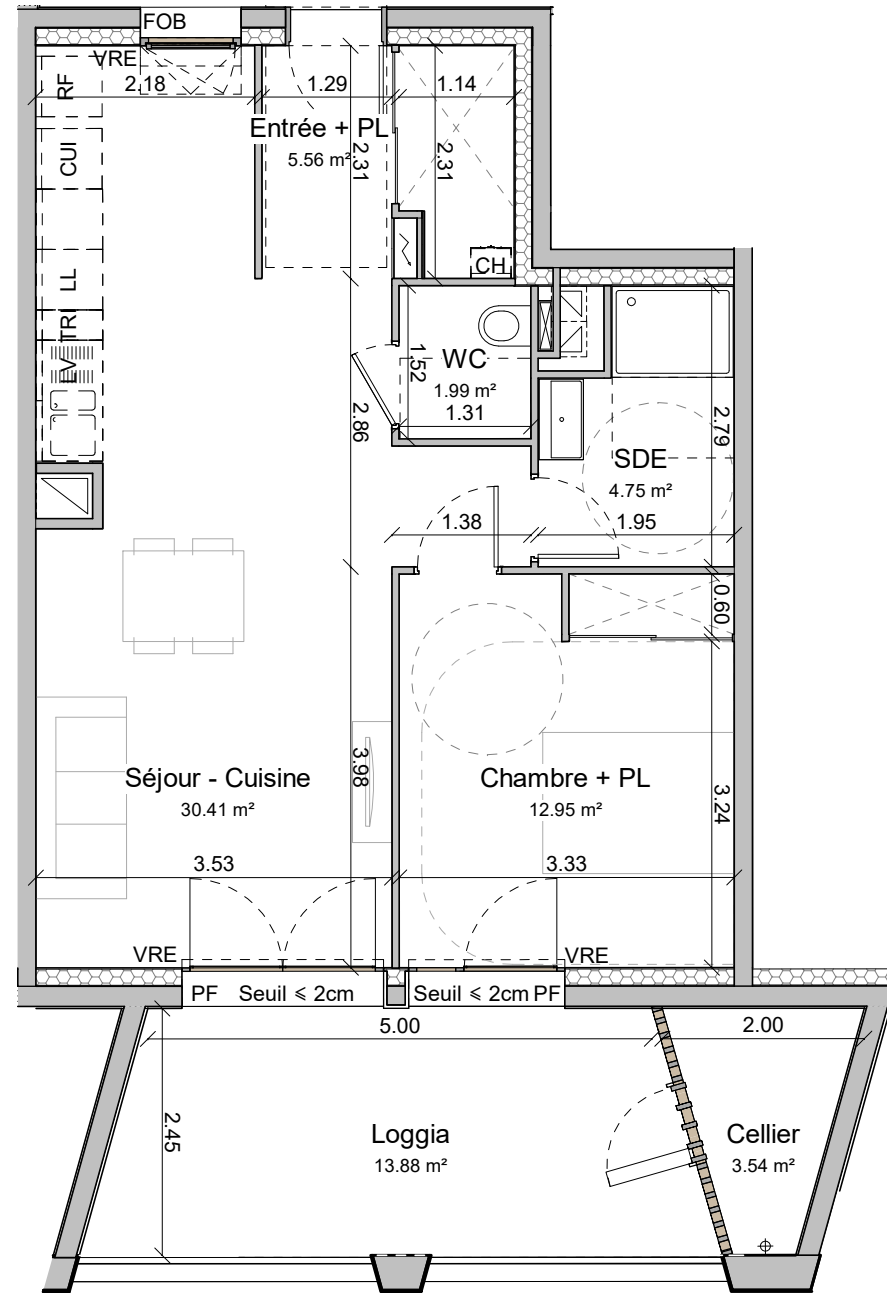 FOB
VRE
RF
2.18
1.29
1.14
Entrée + PL
5.56 m²
2.31
2.31
CUI
LL
TRI
LV
CH
WC
1.99 m²
1.52
1.31
2.86
2.79
SDE
4.75 m²
1.38
1.95
0.60
Séjour - Cuisine
30.41 m²
3.98
Chambre + PL
12.95 m²
3.24
3.53
3.33
VRE
VRE
PF
Seuil ⩽ 2cm
Seuil ⩽ 2cm PF
5.00
2.00
2.45
Loggia
13.88 m²
Cellier
3.54 m²